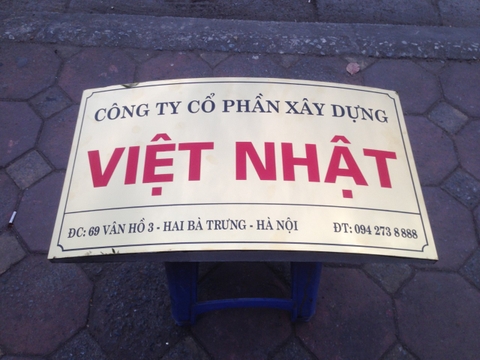 CÔNG TY CỔ PHẦN XÂY DỰNG
VIỆT NHẬT
ĐC: 69 VÂN HỒ 3 - HAI BÀ TRƯNG - HÀ NỘI ĐT: 094 273 8 888